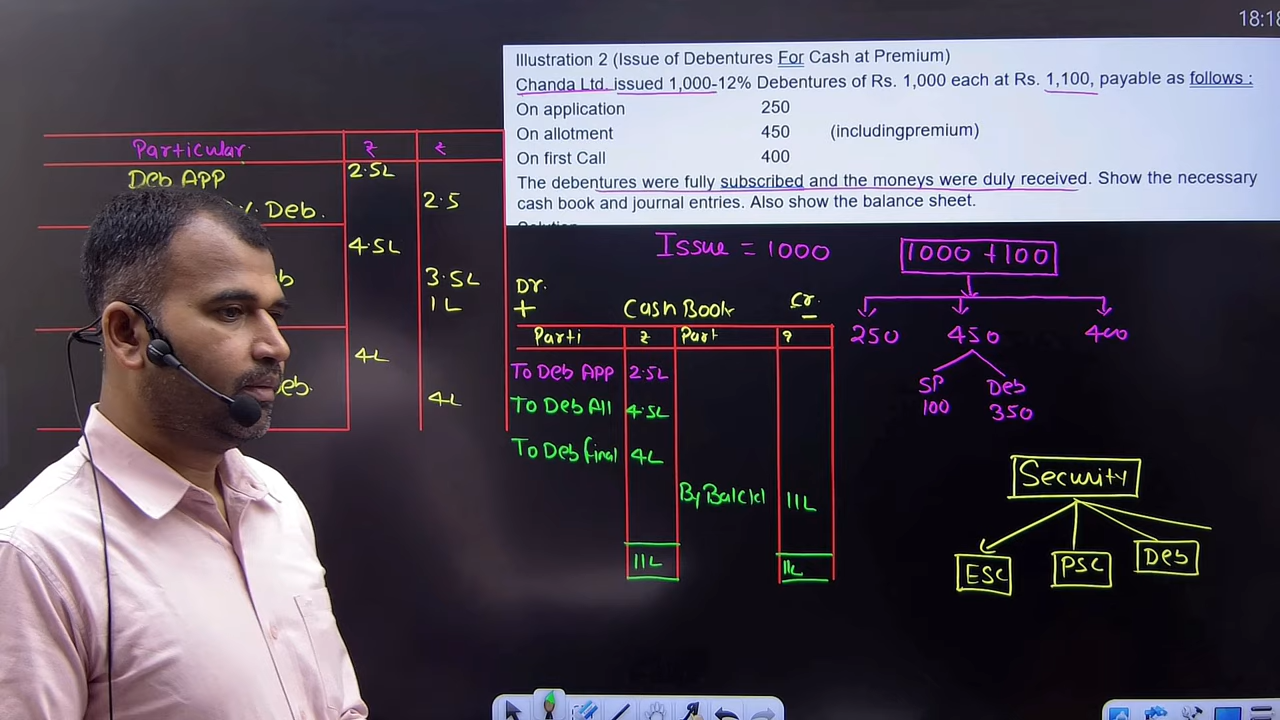 18:18
Illustration 2 (Issue of Debentures For Cash at Premium)
Chanda Ltd. issued 1,000-12% Debentures of Rs. 1,000 each at Rs. 1,100, payable as follows :
On application 250
On allotment 450 (includingpremium)
On first Call 400
The debentures were fully subscribed and the moneys were duly received. Show the necessary
cash book and journal entries. Also show the balance sheet.
Particular ₹ ₹
Deb APP 2.5L
Deb. 2.5
4.5L
3.5L
1L
4L
eb. 4L
Issue = 1000
1000 + 100
250 450 400
SP Deb
100 350
Dr. Cash Book Cr.
+ −
Parti ₹ Part ₹
To Deb App 2.5L
To Deb All 4.5L
To Deb final 4L
By Bal c/d 11L
11L 11L
Security
ESC PSC Deb